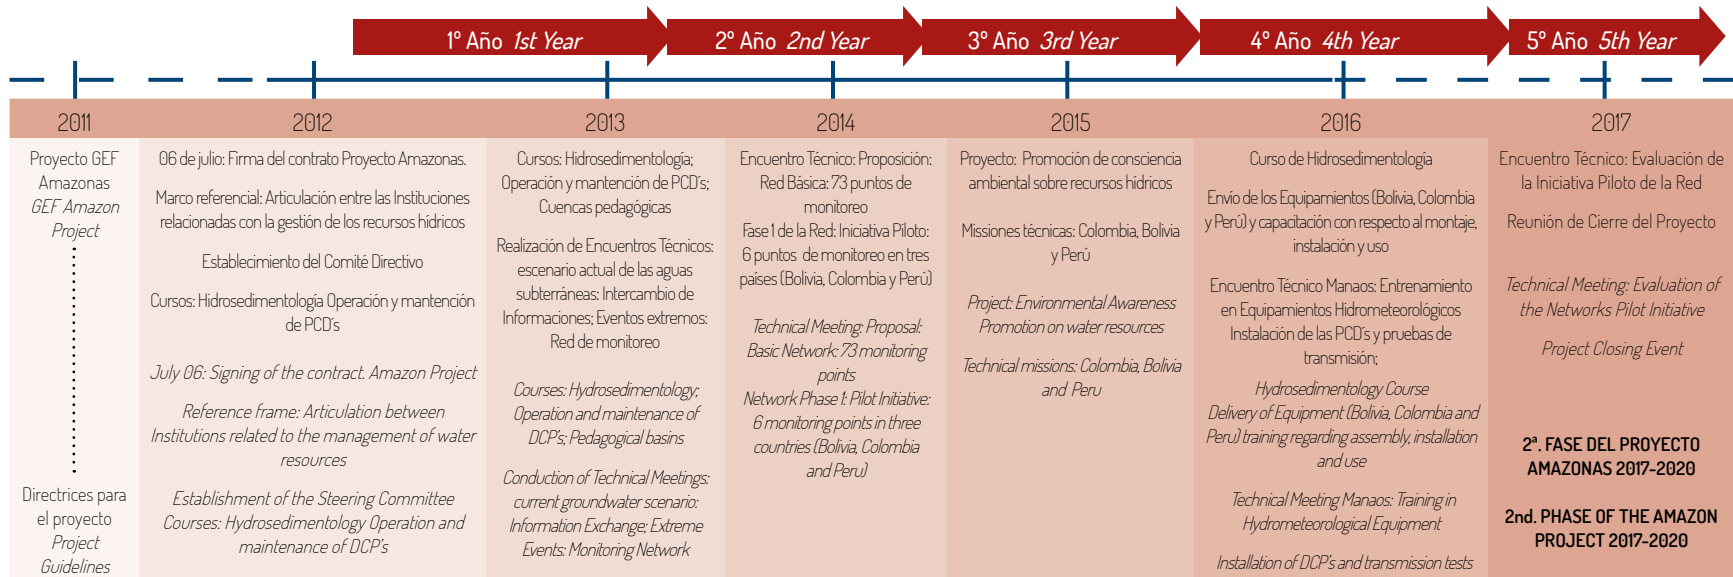 1º Año 1st Year
2º Año 2nd Year
3º Año 3rd Year
4º Año 4th Year
5º Año 5th Year
2011
2012
2013
2014
2015
2016
2017
Proyecto GEF
Amazonas
GEF Amazon
Project
Directrices para
el proyecto
Project
Guidelines
06 de julio: Firma del contrato Proyecto Amazonas.
Marco referencial: Articulación entre las Instituciones
relacionadas con la gestión de los recursos hídricos
Establecimiento del Comité Directivo
Cursos: Hidrosedimentología Operación y mantención
de PCD's
July 06: Signing of the contract. Amazon Project
Reference frame: Articulation between
Institutions related to the management of water
resources
Establishment of the Steering Committee
Courses: Hydrosedimentology Operation and
maintenance of DCP's
Cursos: Hidrosedimentología;
Operación y mantención de PCD's;
Cuencas pedagógicas
Realización de Encuentros Técnicos:
escenario actual de las aguas
subterráneas: Intercambio de
Informaciones; Eventos extremos:
Red de monitoreo
Courses: Hydrosedimentology;
Operation and maintenance of
DCP's; Pedagogical basins
Conduction of Technical Meetings:
current groundwater scenario:
Information Exchange; Extreme
Events: Monitoring Network
Encuentro Técnico: Proposición:
Red Básica: 73 puntos de
monitoreo
Fase 1 de la Red: Iniciativa Piloto:
6 puntos de monitoreo en tres
países (Bolivia, Colombia y Perú)
Technical Meeting: Proposal:
Basic Network: 73 monitoring
points
Network Phase 1: Pilot Initiative:
6 monitoring points in three
countries (Bolivia, Colombia
and Peru)
Proyecto: Promoción de consciencia
ambiental sobre recursos hídricos
Missiones técnicas: Colombia, Bolivia
y Perú
Project: Environmental Awareness
Promotion on water resources
Technical missions: Colombia, Bolivia
and Peru
Curso de Hidrosedimentología
Envío de los Equipamientos (Bolivia, Colombia
y Perú) y capacitación con respecto al montaje,
instalación y uso
Encuentro Técnico Manaos: Entrenamiento
en Equipamientos Hidrometeorológicos
Instalación de las PCD's y pruebas de
transmisión;
Hydrosedimentology Course
Delivery of Equipment (Bolivia, Colombia and
Peru) training regarding assembly, installation
and use
Technical Meeting Manaos: Training in
Hydrometeorological Equipment
Installation of DCP's and transmission tests
Encuentro Técnico: Evaluación de
la Iniciativa Piloto de la Red
Reunión de Cierre del Proyecto
Technical Meeting: Evaluation of
the Networks Pilot Initiative
Project Closing Event
2ª. FASE DEL PROYECTO
AMAZONAS 2017-2020
2nd. PHASE OF THE AMAZON
PROJECT 2017-2020